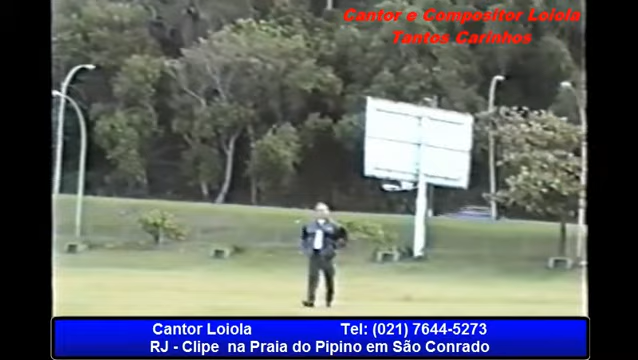 Cantor e Compositor Loiola
Tantos Carinhos
Cantor Loiola Tel: (021) 7644-5273
RJ - Clipe na Praia do Pipino em São Conrado